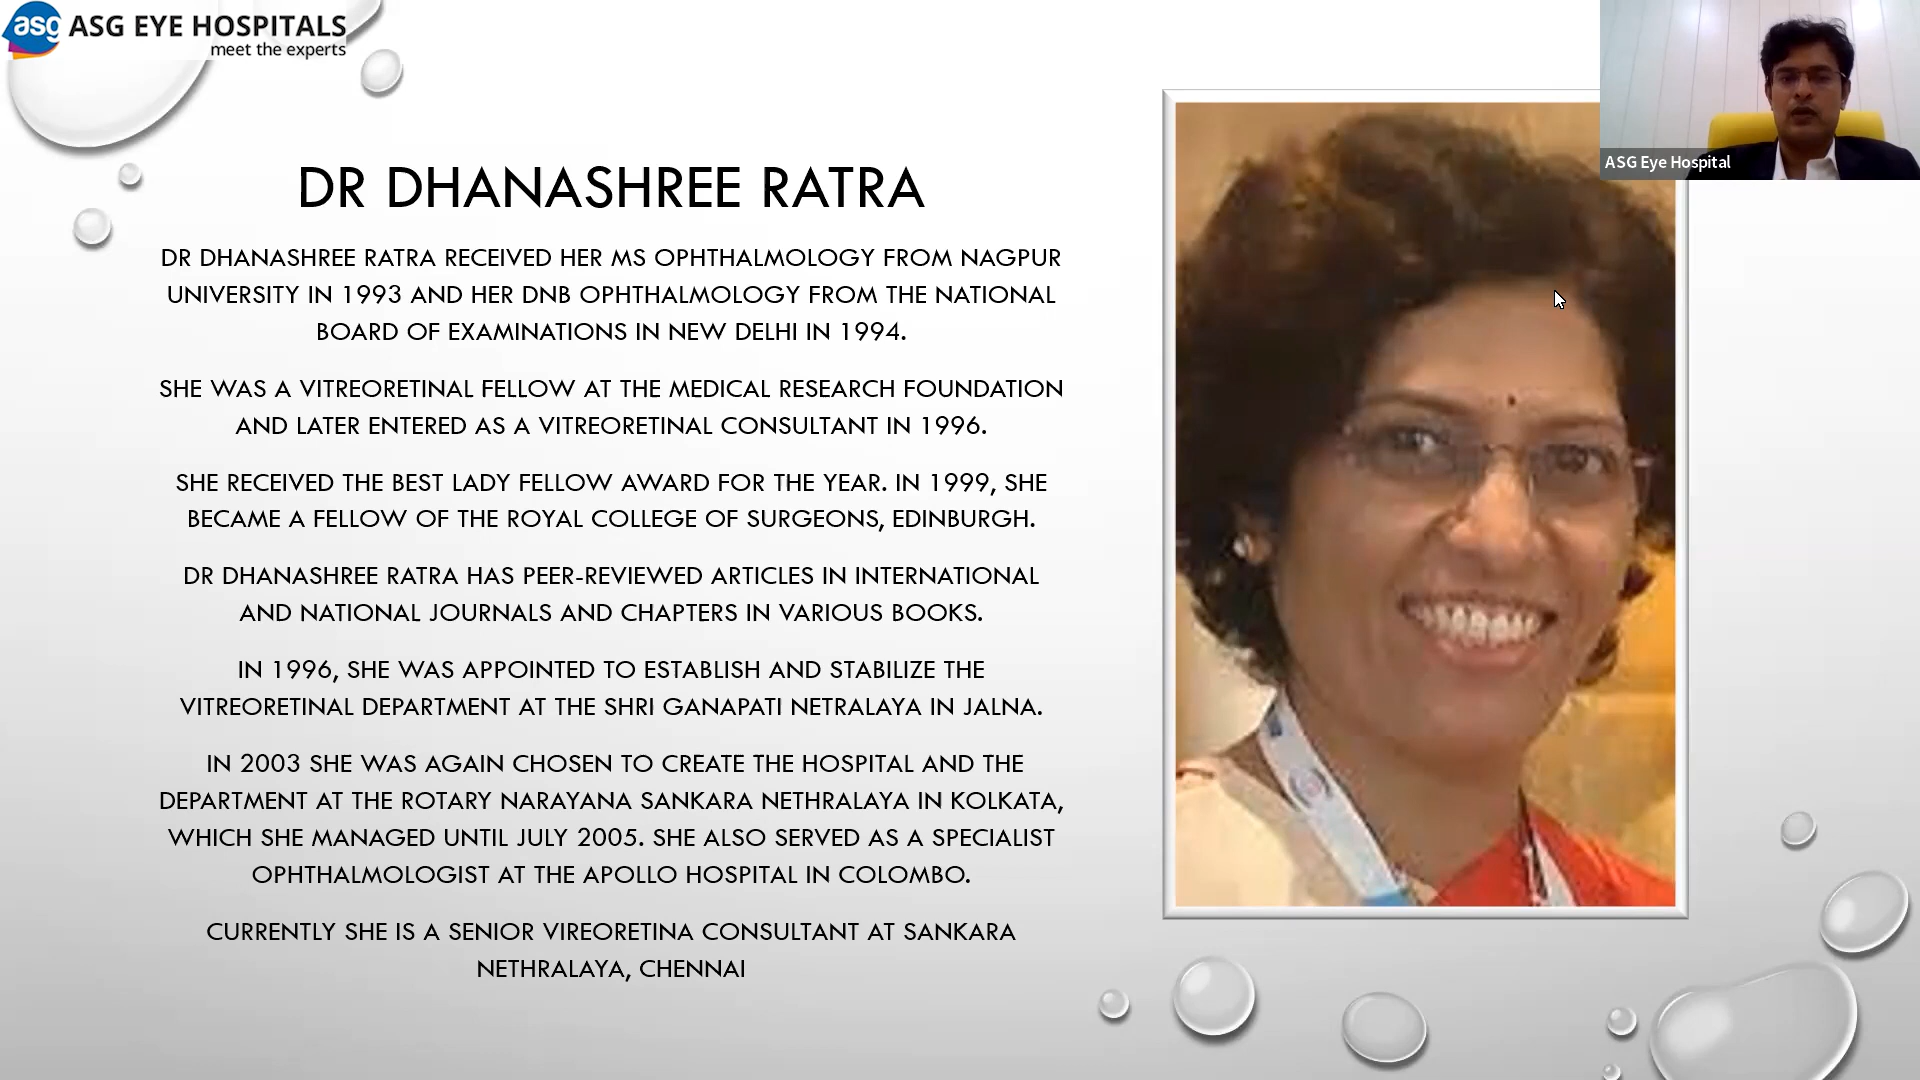 asg ASG EYE HOSPITALS
meet the experts
ASG Eye Hospital
DR DHANASHREE RATRA
DR DHANASHREE RATRA RECEIVED HER MS OPHTHALMOLOGY FROM NAGPUR
UNIVERSITY IN 1993 AND HER DNB OPHTHALMOLOGY FROM THE NATIONAL
BOARD OF EXAMINATIONS IN NEW DELHI IN 1994.
SHE WAS A VITREORETINAL FELLOW AT THE MEDICAL RESEARCH FOUNDATION
AND LATER ENTERED AS A VITREORETINAL CONSULTANT IN 1996.
SHE RECEIVED THE BEST LADY FELLOW AWARD FOR THE YEAR. IN 1999, SHE
BECAME A FELLOW OF THE ROYAL COLLEGE OF SURGEONS, EDINBURGH.
DR DHANASHREE RATRA HAS PEER-REVIEWED ARTICLES IN INTERNATIONAL
AND NATIONAL JOURNALS AND CHAPTERS IN VARIOUS BOOKS.
IN 1996, SHE WAS APPOINTED TO ESTABLISH AND STABILIZE THE
VITREORETINAL DEPARTMENT AT THE SHRI GANAPATI NETRALAYA IN JALNA.
IN 2003 SHE WAS AGAIN CHOSEN TO CREATE THE HOSPITAL AND THE
DEPARTMENT AT THE ROTARY NARAYANA SANKARA NETHRALAYA IN KOLKATA,
WHICH SHE MANAGED UNTIL JULY 2005. SHE ALSO SERVED AS A SPECIALIST
OPHTHALMOLOGIST AT THE APOLLO HOSPITAL IN COLOMBO.
CURRENTLY SHE IS A SENIOR VIREORETINA CONSULTANT AT SANKARA
NETHRALAYA, CHENNAI